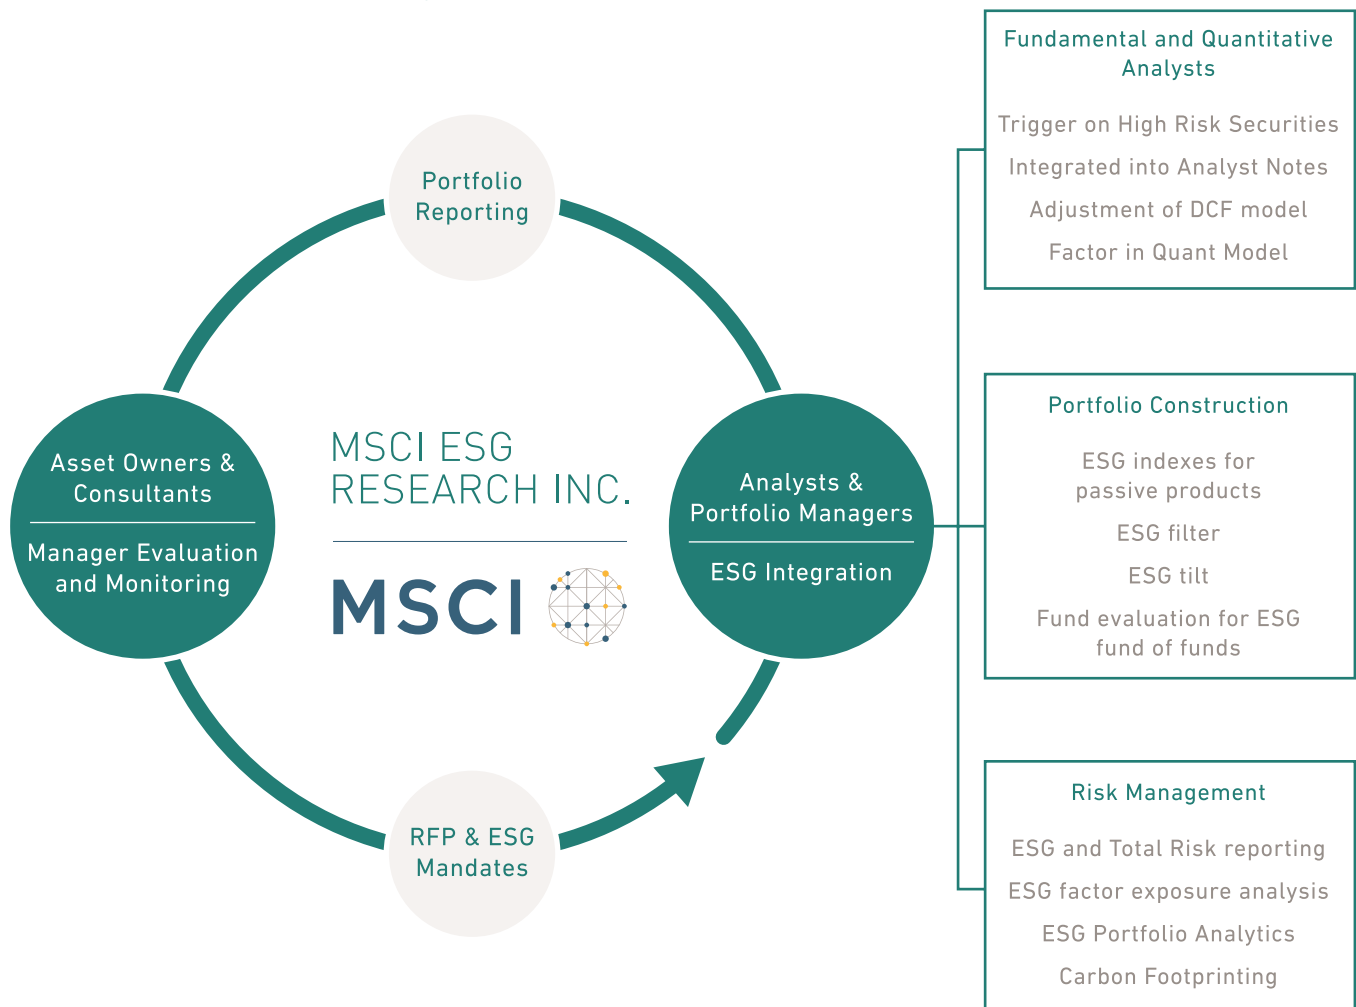 Portfolio
Reporting
Asset Owners &
Consultants
Manager Evaluation
and Monitoring
MSCI ESG
RESEARCH INC.
MSCI
Analysts &
Portfolio Managers
ESG Integration
RFP & ESG
Mandates
Fundamental and Quantitative
Analysts
Trigger on High Risk Securities
Integrated into Analyst Notes
Adjustment of DCF model
Factor in Quant Model
Portfolio Construction
ESG indexes for
passive products
ESG filter
ESG tilt
Fund evaluation for ESG
fund of funds
Risk Management
ESG and Total Risk reporting
ESG factor exposure analysis
ESG Portfolio Analytics
Carbon Footprinting